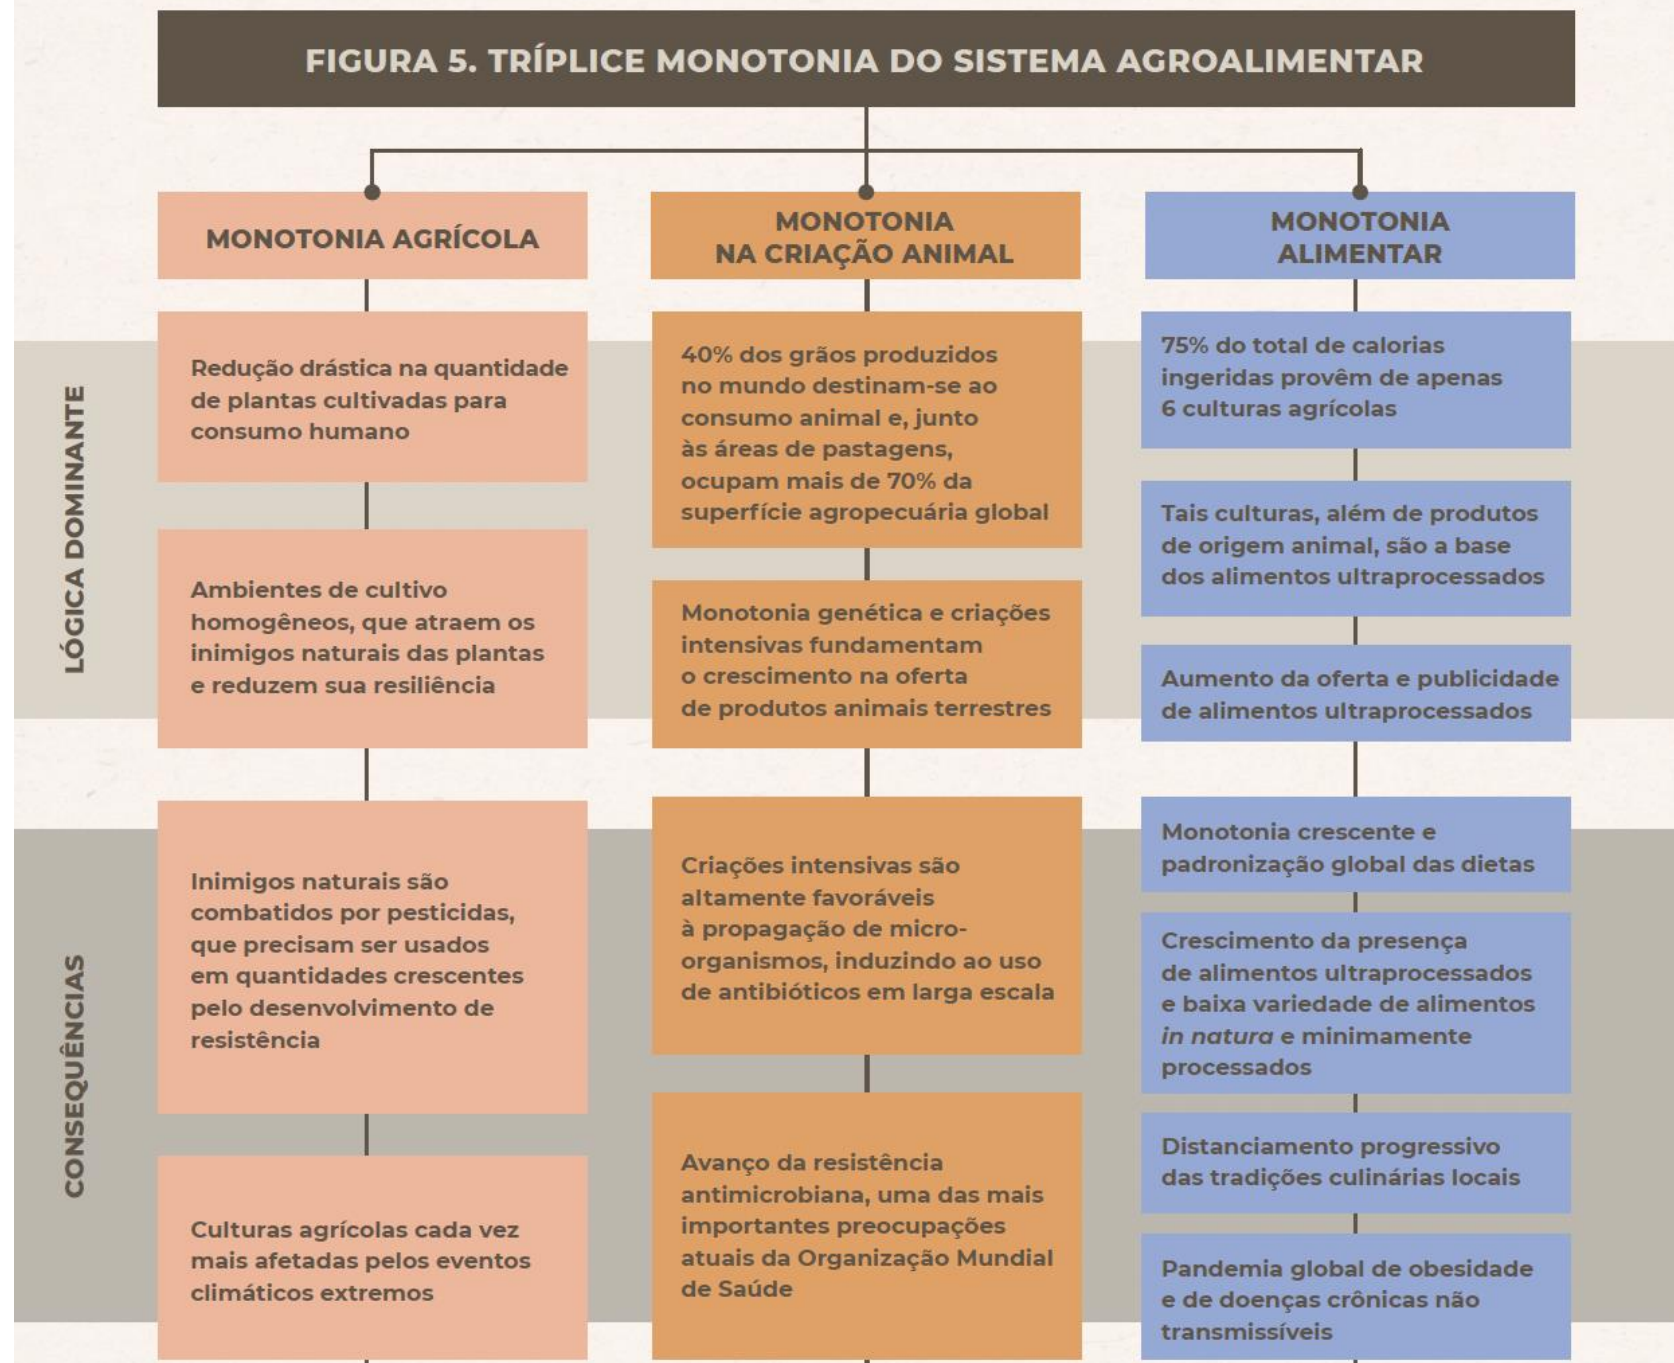 FIGURA 5. TRÍPLICE MONOTONIA DO SISTEMA AGROALIMENTAR
MONOTONIA AGRÍCOLA
MONOTONIA
NA CRIAÇÃO ANIMAL
MONOTONIA
ALIMENTAR
LÓGICA DOMINANTE
Redução drástica na quantidade
de plantas cultivadas para
consumo humano
Ambientes de cultivo
homogêneos, que atraem os
inimigos naturais das plantas
e reduzem sua resiliência
40% dos grãos produzidos
no mundo destinam-se ao
consumo animal e, junto
às áreas de pastagens,
ocupam mais de 70% da
superfície agropecuária global
Monotonia genética e criações
intensivas fundamentam
o crescimento na oferta
de produtos animais terrestres
75% do total de calorias
ingeridas provêm de apenas
6 culturas agrícolas
Tais culturas, além de produtos
de origem animal, são a base
dos alimentos ultraprocessados
Aumento da oferta e publicidade
de alimentos ultraprocessados
CONSEQUÊNCIAS
Inimigos naturais são
combatidos por pesticidas,
que precisam ser usados
em quantidades crescentes
pelo desenvolvimento de
resistência
Culturas agrícolas cada vez
mais afetadas pelos eventos
climáticos extremos
Criações intensivas são
altamente favoráveis
à propagação de micro-
organismos, induzindo ao uso
de antibióticos em larga escala
Avanço da resistência
antimicrobiana, uma das mais
importantes preocupações
atuais da Organização Mundial
de Saúde
Monotonia crescente e
padronização global das dietas
Crescimento da presença
de alimentos ultraprocessados
e baixa variedade de alimentos
in natura e minimamente
processados
Distanciamento progressivo
das tradições culinárias locais
Pandemia global de obesidade
e de doenças crônicas não
transmissíveis